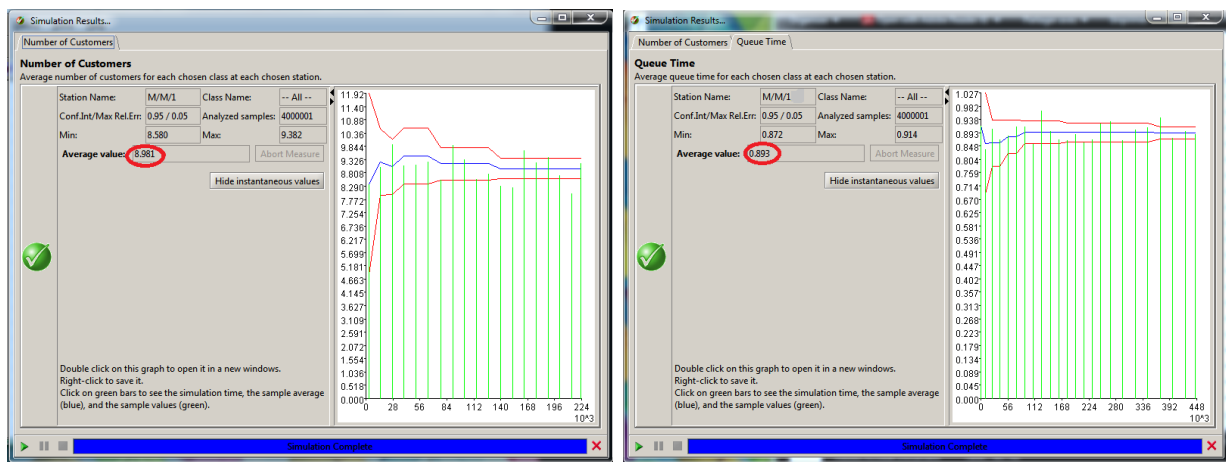 Simulation Results...
Number of Customers
Number of Customers
Average number of customers for each chosen class at each chosen station.
Station Name: M/M/1 Class Name: -- All --
Conf.Int/Max Rel.Err: 0.95 / 0.05 Analyzed samples: 4000001
Min: 8.580 Max: 9.382
Average value: 8.981 Abort Measure
Hide instantaneous values
Double click on this graph to open it in a new windows.
Right-click to save it.
Click on green bars to see the simulation time, the sample average
(blue), and the sample values (green).
11.92
11.40
10.88
10.36
9.844
9.326
8.808
8.290
7.772
7.254
6.736
6.217
5.699
5.181
4.663
4.145
3.627
3.109
2.591
2.072
1.554
1.036
0.518
0.000
0 28 56 84 112 140 168 196 224
10^3
Simulation Complete
Simulation Results...
Number of Customers Queue Time
Queue Time
Average queue time for each chosen class at each chosen station.
Station Name: M/M/1 Class Name: -- All --
Conf.Int/Max Rel.Err: 0.95 / 0.05 Analyzed samples: 4000001
Min: 0.872 Max: 0.914
Average value: 0.893 Abort Measure
Hide instantaneous values
Double click on this graph to open it in a new windows.
Right-click to save it.
Click on green bars to see the simulation time, the sample average
(blue), and the sample values (green).
1.027
0.982
0.938
0.893
0.848
0.804
0.759
0.714
0.670
0.625
0.581
0.536
0.491
0.447
0.402
0.357
0.313
0.268
0.223
0.179
0.134
0.089
0.045
0.000
0 56 112 168 224 280 336 392 448
10^3
Simulation Complete